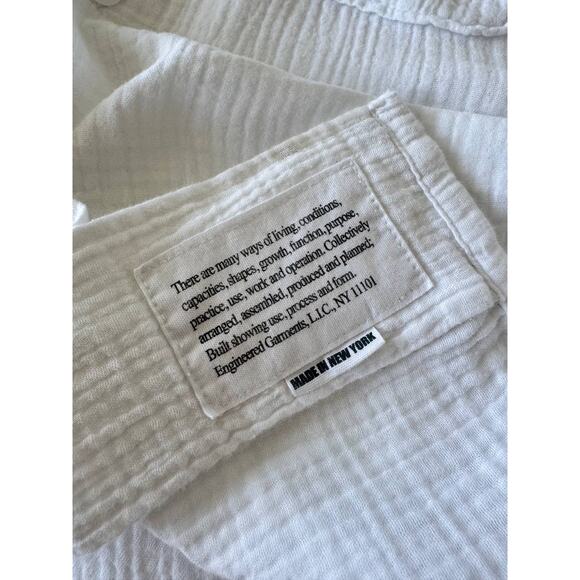 There are many ways of living, conditions,
capacities, shapes, growth, function, purpose,
practice, use, work and operation. Collectively
arranged, assembled, produced and planned;
Built showing use, process and form.
Engineered Garments, L.I.C., NY 11101
MADE IN NEW YORK